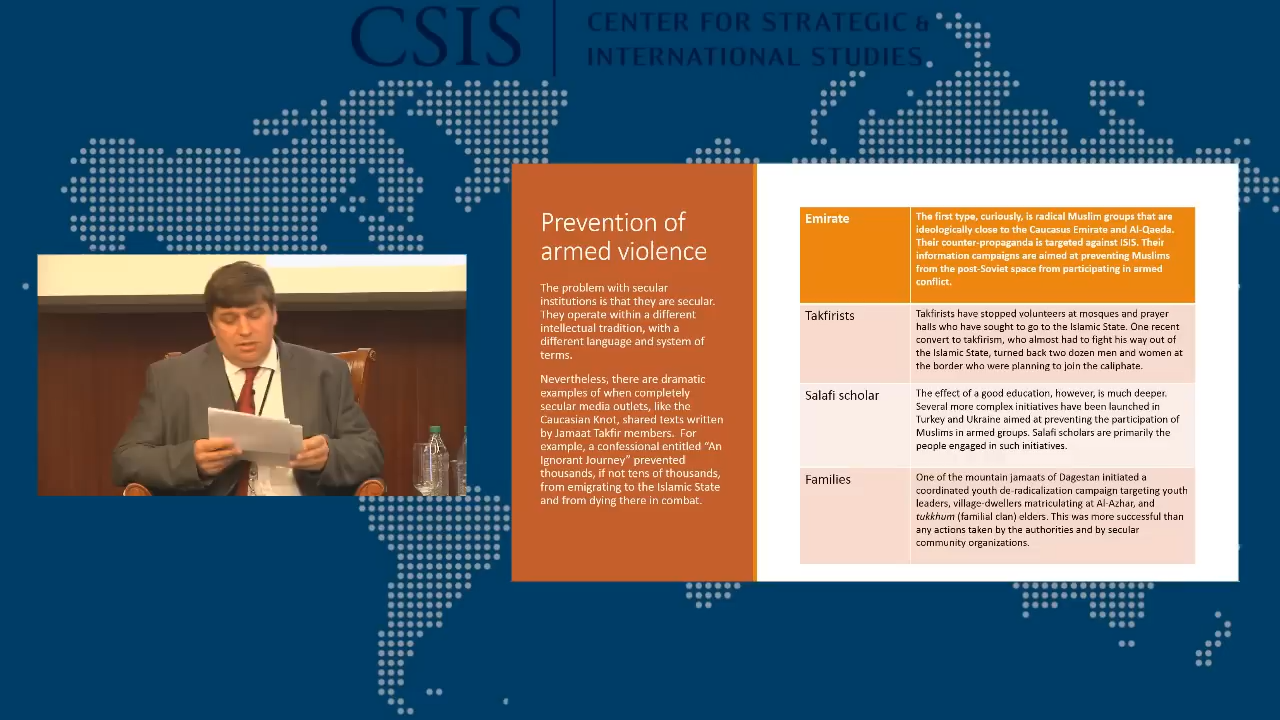 CSIS
CENTER FOR STRATEGIC &
INTERNATIONAL STUDIES
Prevention of
armed violence
The problem with secular
institutions is that they are secular.
They operate within a different
intellectual tradition, with a
different language and system of
terms.
Nevertheless, there are dramatic
examples of when completely
secular media outlets, like the
Caucasian Knot, shared texts written
by Jamaat Takfir members.  For
example, a confessional entitled “An
Ignorant Journey” prevented
thousands, if not tens of thousands,
from emigrating to the Islamic State
and from dying there in combat.
Emirate
The first type, curiously, is radical Muslim groups that are
ideologically close to the Caucasus Emirate and Al-Qaeda.
Their counter-propaganda is targeted against ISIS. Their
information campaigns are aimed at preventing Muslims
from the post-Soviet space from participating in armed
conflict.
Takfirists
Takfirists have stopped volunteers at mosques and prayer
halls who have sought to go to the Islamic State. One recent
convert to takfirism, who almost had to fight his way out of
the Islamic State, turned back two dozen men and women at
the border who were planning to join the caliphate.
Salafi scholar
The effect of a good education, however, is much deeper.
Several more complex initiatives have been launched in
Turkey and Ukraine aimed at preventing the participation of
Muslims in armed groups. Salafi scholars are primarily the
people engaged in such initiatives.
Families
One of the mountain jamaats of Dagestan initiated a
coordinated youth de-radicalization campaign targeting youth
leaders, village-dwellers matriculating at Al-Azhar, and
tukkhum (familial clan) elders. This was more successful than
any actions taken by the authorities and by secular
community organizations.